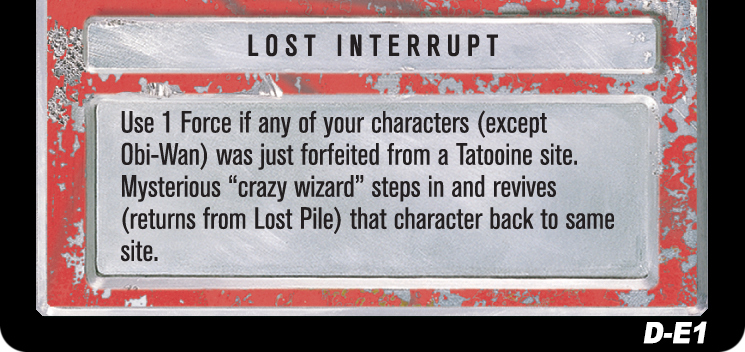 LOST INTERRUPT
Use 1 Force if any of your characters (except
Obi-Wan) was just forfeited from a Tatooine site.
Mysterious “crazy wizard” steps in and revives
(returns from Lost Pile) that character back to same
site.
D-E1